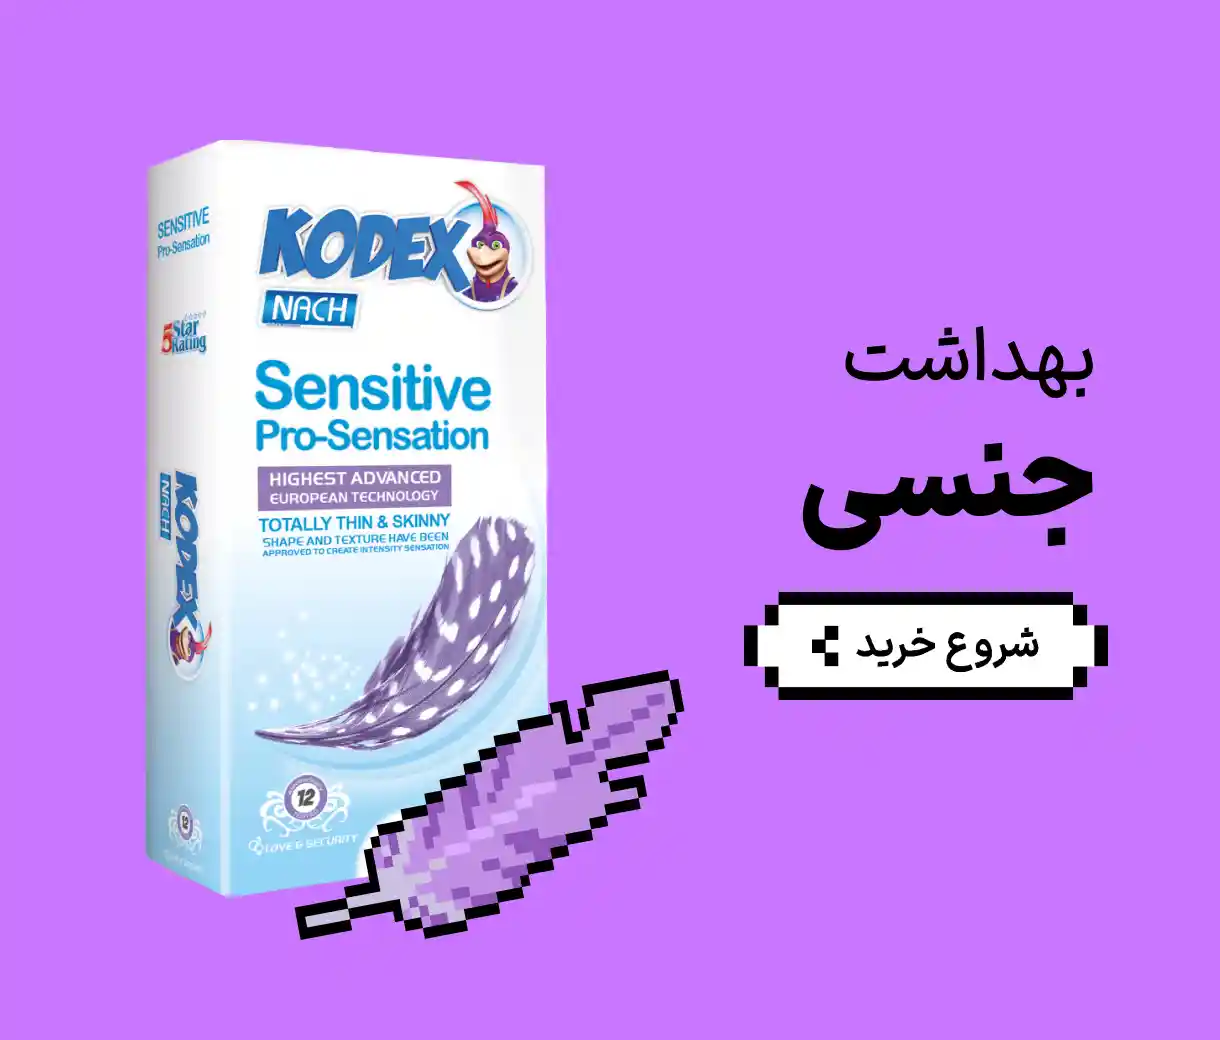 SENSITIVE
Pro-Sensation
5 Star
Rating
KODEX
NACH
12
KODEX
NACH
Sensitive
Pro-Sensation
HIGHEST ADVANCED
EUROPEAN TECHNOLOGY
TOTALLY THIN & SKINNY
SHAPE AND TEXTURE HAVE BEEN
APPROVED TO CREATE INTENSITY SENSATION
12
LOVE & SECURITY
بهداشت
جنسی
شروع خرید